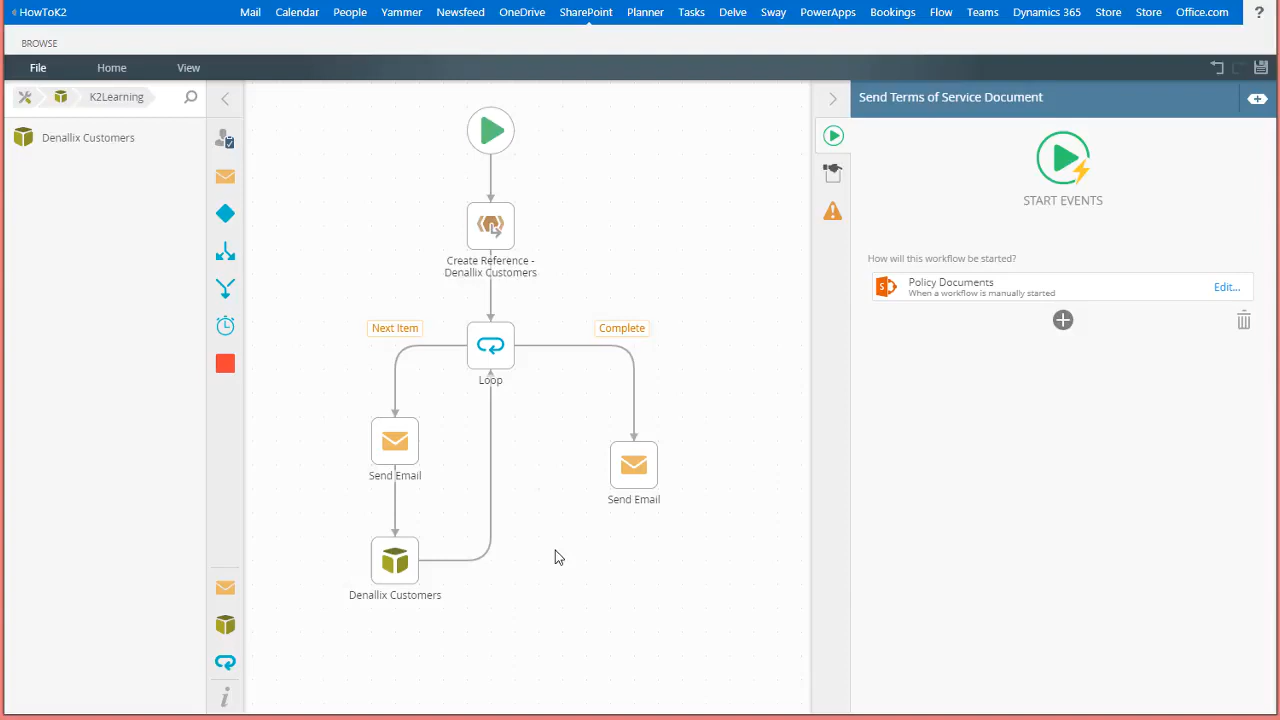 HowToK2
Mail Calendar People Yammer Newsfeed OneDrive SharePoint Planner Tasks Delve Sway PowerApps Bookings Flow Teams Dynamics 365 Store Store Office.com ?
BROWSE
File Home View
K2Learning
Send Terms of Service Document
Denallix Customers
START EVENTS
Create Reference -
Denallix Customers
How will this workflow be started?
Policy Documents
When a workflow is manually started
Edit...
Next Item
Complete
Loop
Send Email
Send Email
Denallix Customers
i